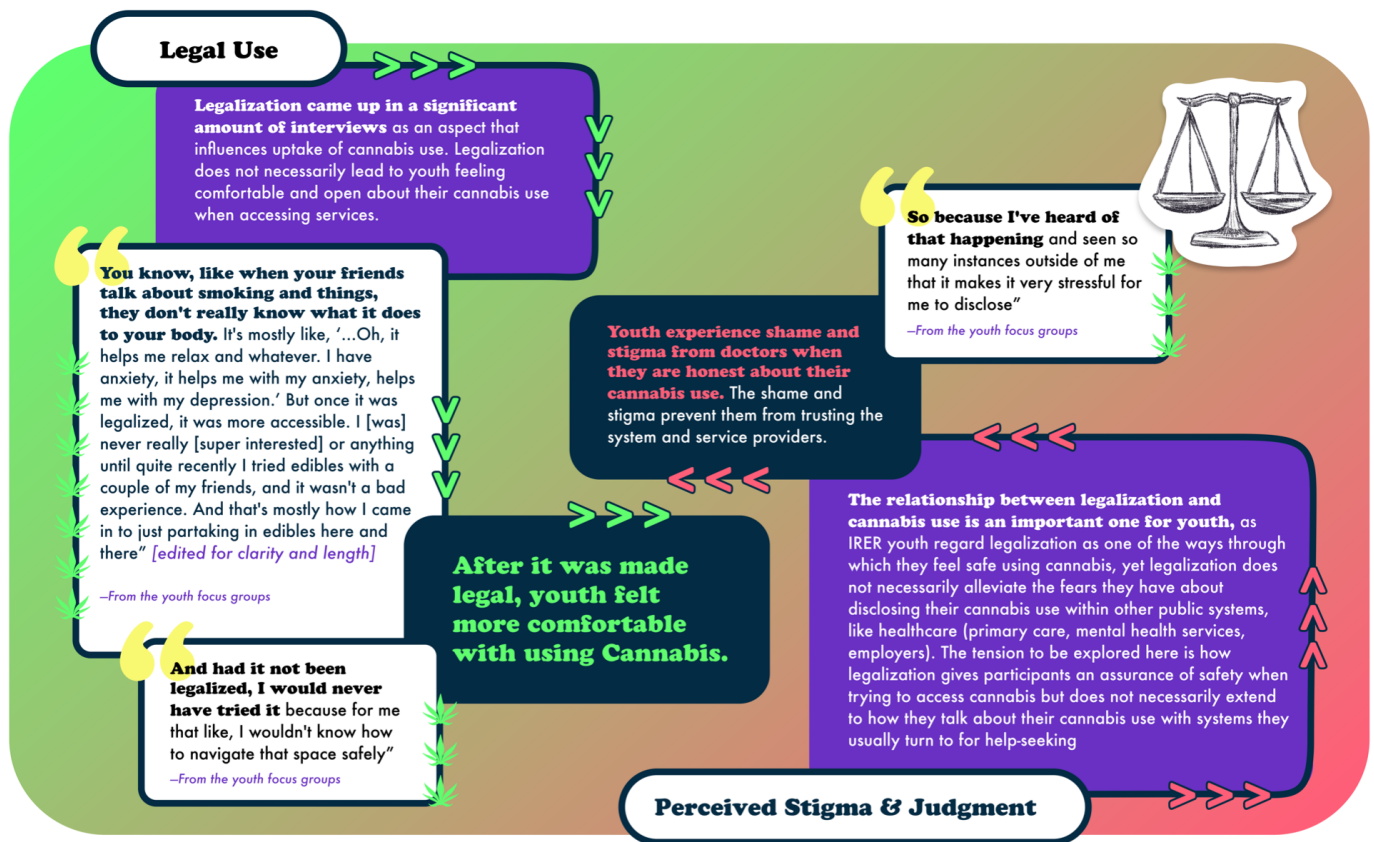 Legal Use
Legalization came up in a significant
amount of interviews as an aspect that
influences uptake of cannabis use. Legalization
does not necessarily lead to youth feeling
comfortable and open about their cannabis use
when accessing services.
“
You know, like when your friends
talk about smoking and things,
they don't really know what it does
to your body. It's mostly like, ‘...Oh, it
helps me relax and whatever. I have
anxiety, it helps me with my anxiety, helps
me with my depression.’ But once it was
legalized, it was more accessible. I [was]
never really [super interested] or anything
until quite recently I tried edibles with a
couple of my friends, and it wasn't a bad
experience. And that's mostly how I came
in to just partaking in edibles here and
there” [edited for clarity and length]
–From the youth focus groups
“
And had it not been
legalized, I would never
have tried it because for me
that like, I wouldn't know how
to navigate that space safely”
–From the youth focus groups
After it was made
legal, youth felt
more comfortable
with using Cannabis.
“
So because I've heard of
that happening and seen so
many instances outside of me
that it makes it very stressful for
me to disclose”
–From the youth focus groups
Youth experience shame and
stigma from doctors when
they are honest about their
cannabis use. The shame and
stigma prevent them from trusting the
system and service providers.
The relationship between legalization and
cannabis use is an important one for youth, as
IRER youth regard legalization as one of the ways through
which they feel safe using cannabis, yet legalization does
not necessarily alleviate the fears they have about
disclosing their cannabis use within other public systems,
like healthcare (primary care, mental health services,
employers). The tension to be explored here is how
legalization gives participants an assurance of safety when
trying to access cannabis but does not necessarily extend
to how they talk about their cannabis use with systems they
usually turn to for help-seeking
Perceived Stigma & Judgment